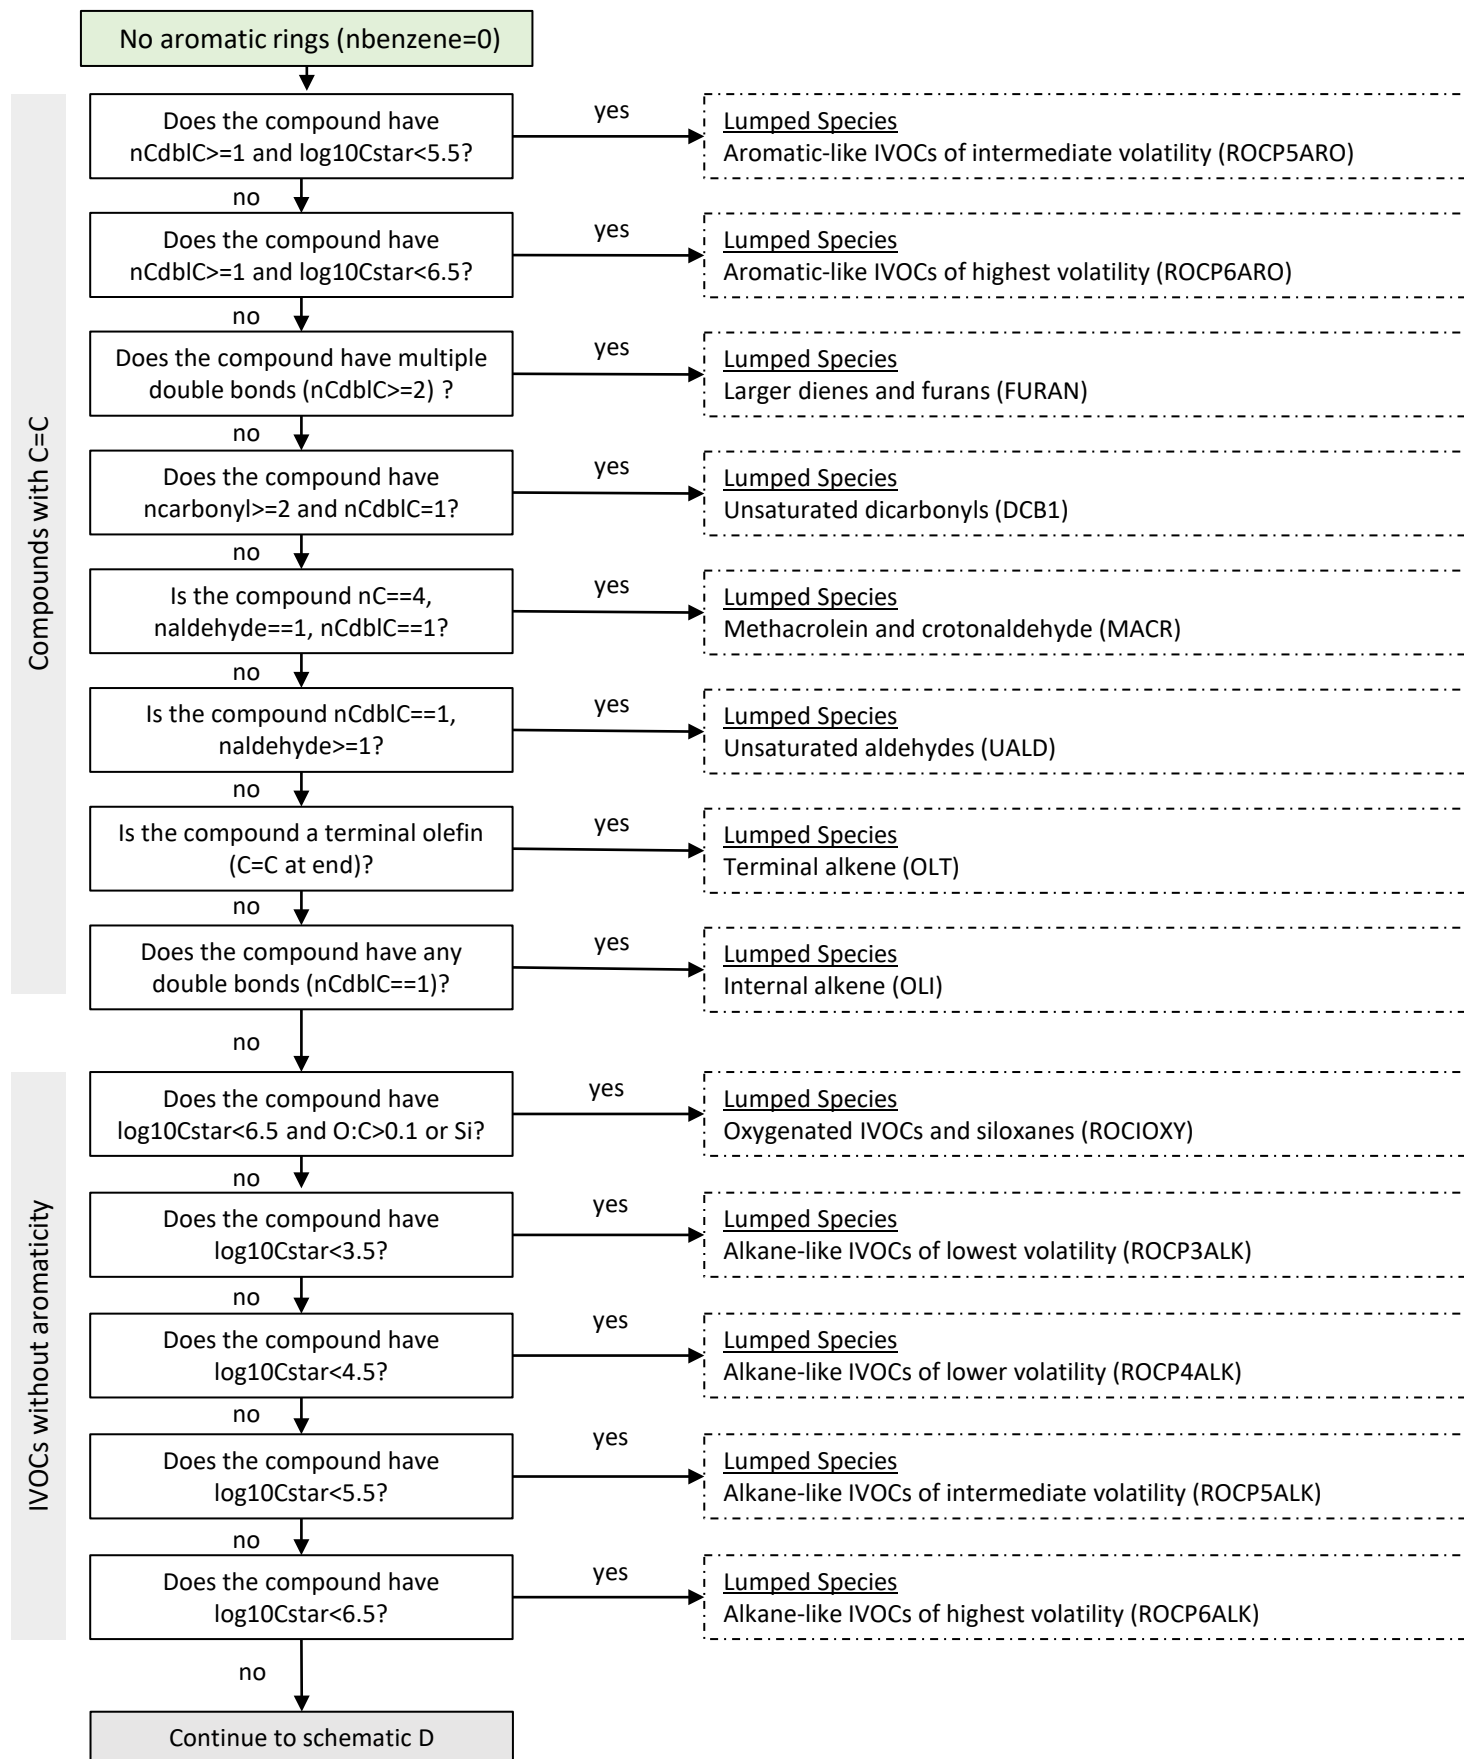 No aromatic rings (nbenzene=0)
Compounds with C=C
Does the compound have
nCdblC>=1 and log10Cstar<5.5?
yes
Lumped Species
Aromatic-like IVOCs of intermediate volatility (ROCP5ARO)
no
Does the compound have
nCdblC>=1 and log10Cstar<6.5?
yes
Lumped Species
Aromatic-like IVOCs of highest volatility (ROCP6ARO)
no
Does the compound have multiple
double bonds (nCdblC>=2) ?
yes
Lumped Species
Larger dienes and furans (FURAN)
no
Does the compound have
ncarbonyl>=2 and nCdblC=1?
yes
Lumped Species
Unsaturated dicarbonyls (DCB1)
no
Is the compound nC==4,
naldehyde==1, nCdblC==1?
yes
Lumped Species
Methacrolein and crotonaldehyde (MACR)
no
Is the compound nCdblC==1,
naldehyde>=1?
yes
Lumped Species
Unsaturated aldehydes (UALD)
no
Is the compound a terminal olefin
(C=C at end)?
yes
Lumped Species
Terminal alkene (OLT)
no
Does the compound have any
double bonds (nCdblC==1)?
yes
Lumped Species
Internal alkene (OLI)
no
IVOCs without aromaticity
Does the compound have
log10Cstar<6.5 and O:C>0.1 or Si?
yes
Lumped Species
Oxygenated IVOCs and siloxanes (ROCIOXY)
no
Does the compound have
log10Cstar<3.5?
yes
Lumped Species
Alkane-like IVOCs of lowest volatility (ROCP3ALK)
no
Does the compound have
log10Cstar<4.5?
yes
Lumped Species
Alkane-like IVOCs of lower volatility (ROCP4ALK)
no
Does the compound have
log10Cstar<5.5?
yes
Lumped Species
Alkane-like IVOCs of intermediate volatility (ROCP5ALK)
no
Does the compound have
log10Cstar<6.5?
yes
Lumped Species
Alkane-like IVOCs of highest volatility (ROCP6ALK)
no
Continue to schematic D